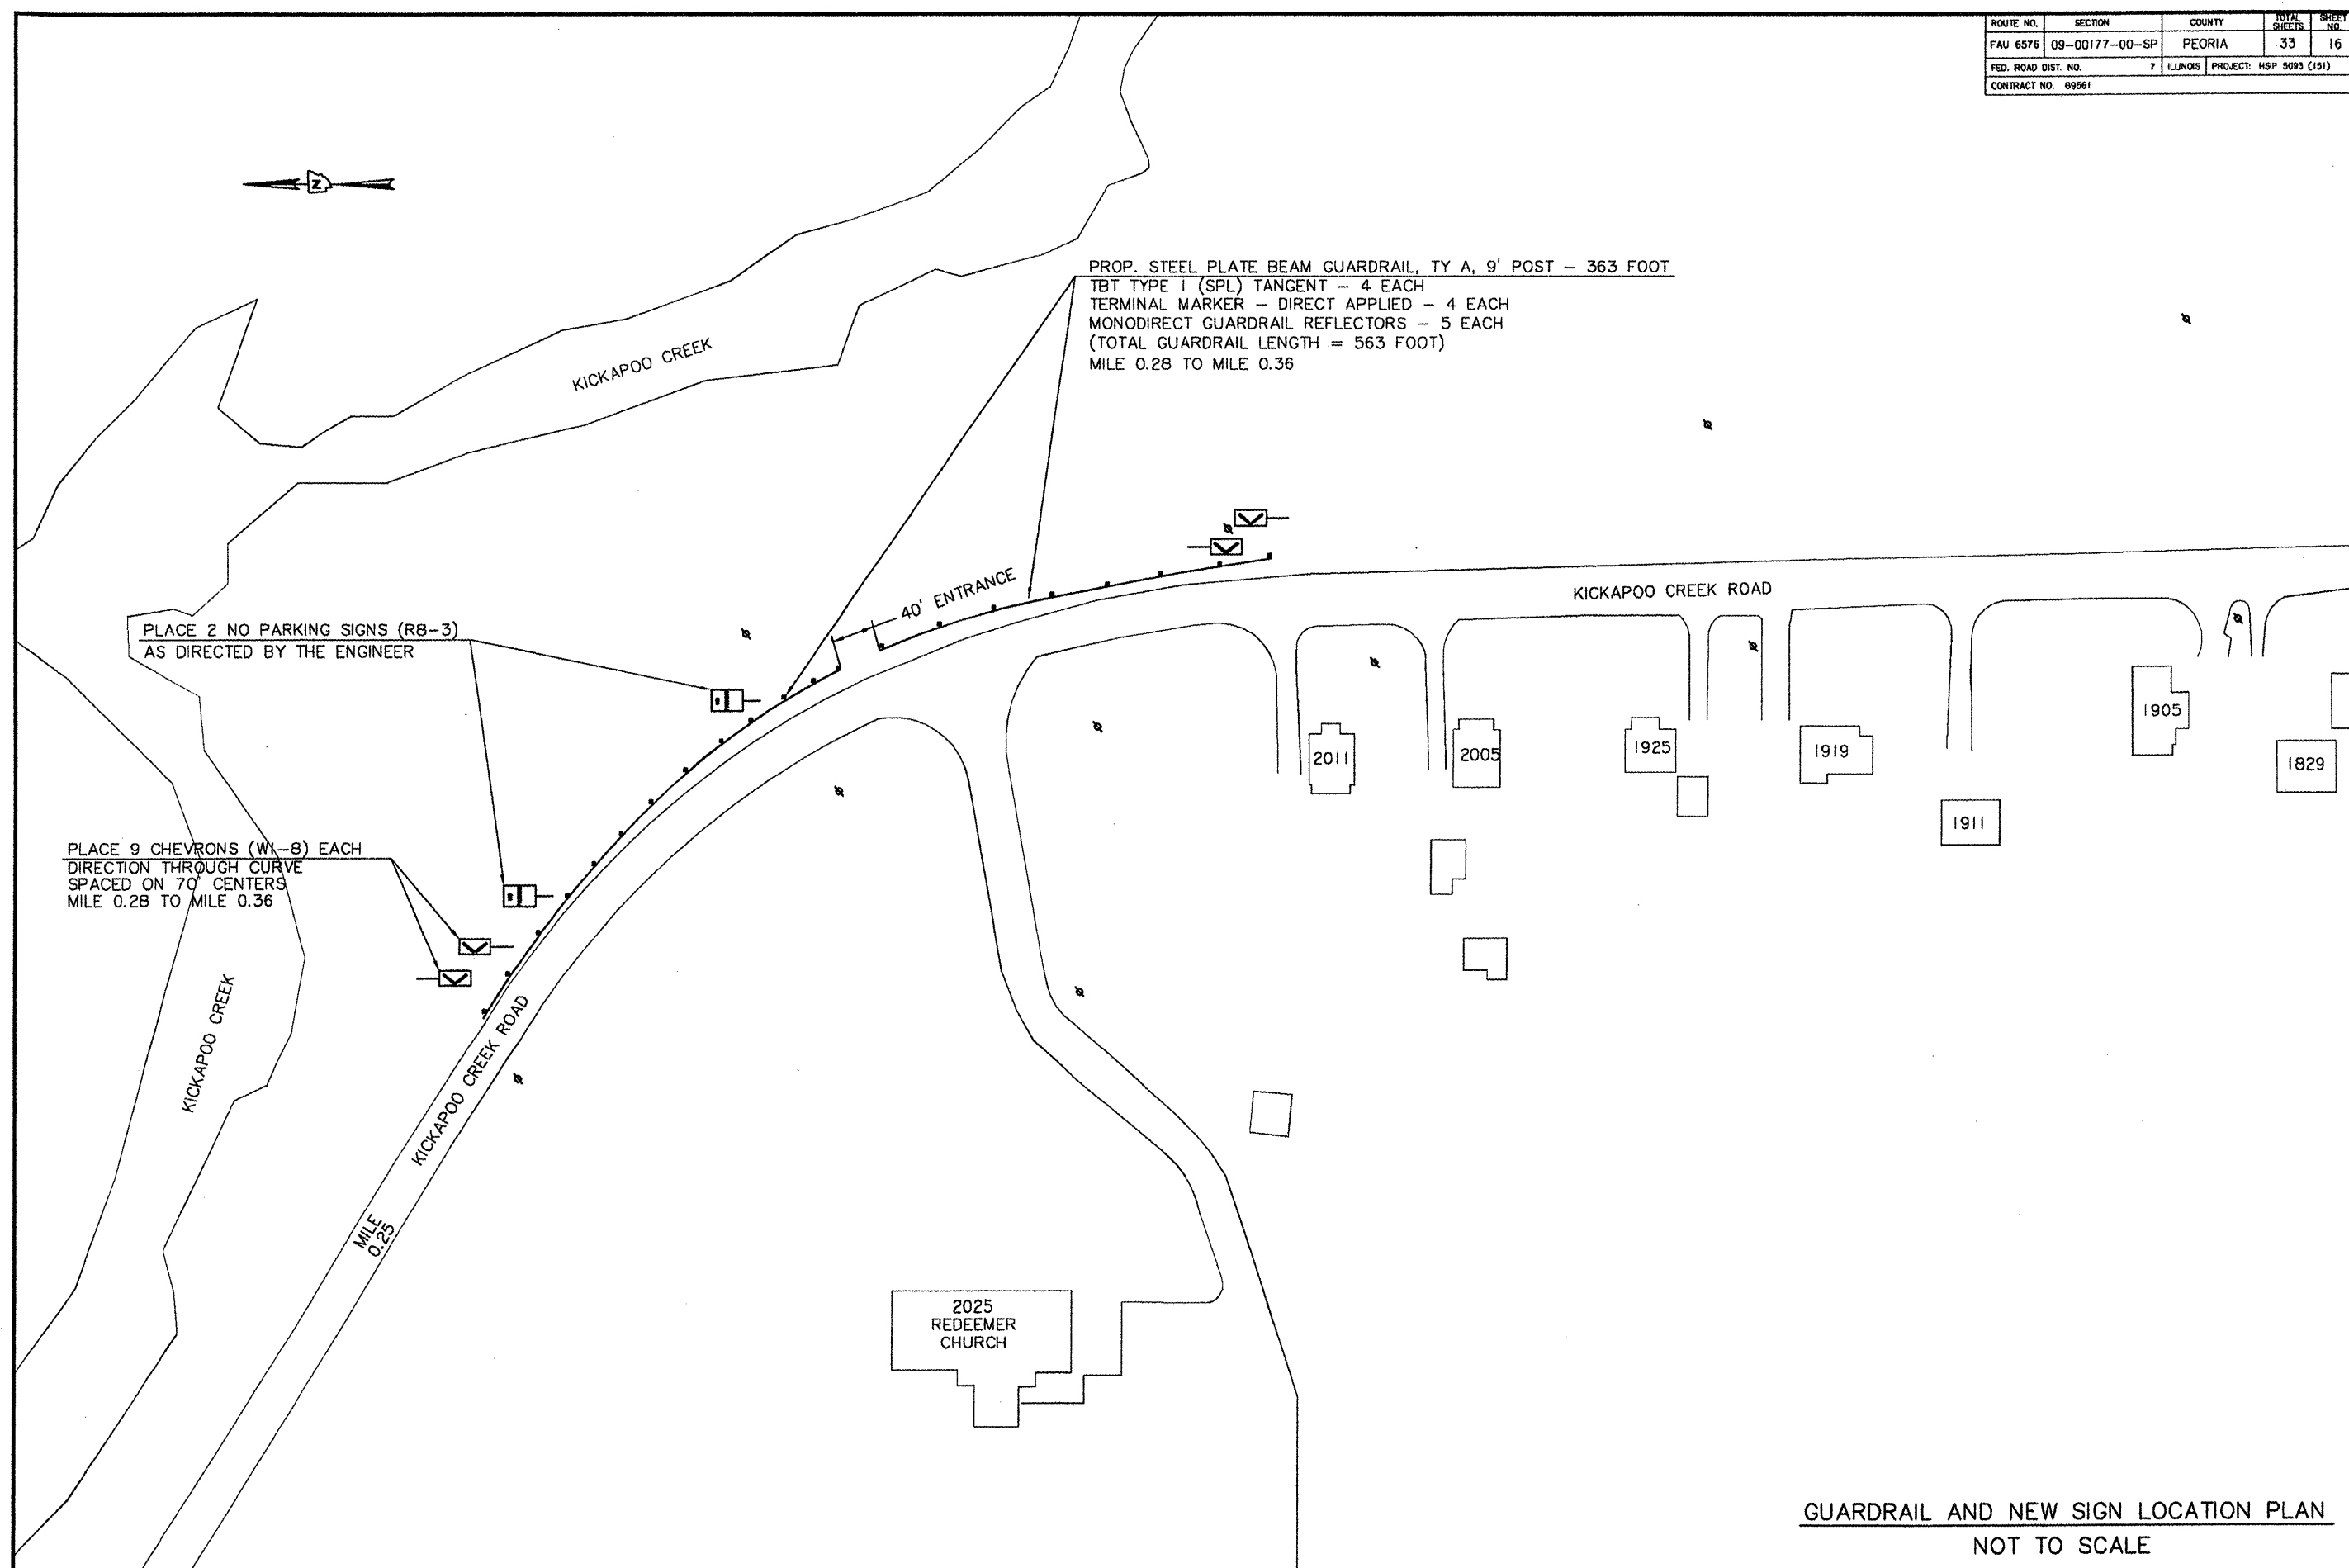 ROUTE NO. SECTION COUNTY TOTAL SHEETS SHEET NO.
FAU 6576 09-00177-00-SP PEORIA 33 16
FED. ROAD DIST. NO. 7 ILLINOIS PROJECT: HSIP 5093 (151)
CONTRACT NO. 89561
N
PROP. STEEL PLATE BEAM GUARDRAIL, TY A, 9' POST – 363 FOOT
TBT TYPE 1 (SPL) TANGENT – 4 EACH
TERMINAL MARKER – DIRECT APPLIED – 4 EACH
MONODIRECT GUARDRAIL REFLECTORS – 5 EACH
(TOTAL GUARDRAIL LENGTH = 563 FOOT)
MILE 0.28 TO MILE 0.36
KICKAPOO CREEK
40' ENTRANCE
KICKAPOO CREEK ROAD
PLACE 2 NO PARKING SIGNS (R8-3)
AS DIRECTED BY THE ENGINEER
2011
2005
1925
1919
1911
1905
1829
PLACE 9 CHEVRONS (W1-8) EACH
DIRECTION THROUGH CURVE
SPACED ON 70' CENTERS
MILE 0.28 TO MILE 0.36
KICKAPOO CREEK
KICKAPOO CREEK ROAD
MILE
0.25
2025
REDEEMER
CHURCH
GUARDRAIL AND NEW SIGN LOCATION PLAN
NOT TO SCALE